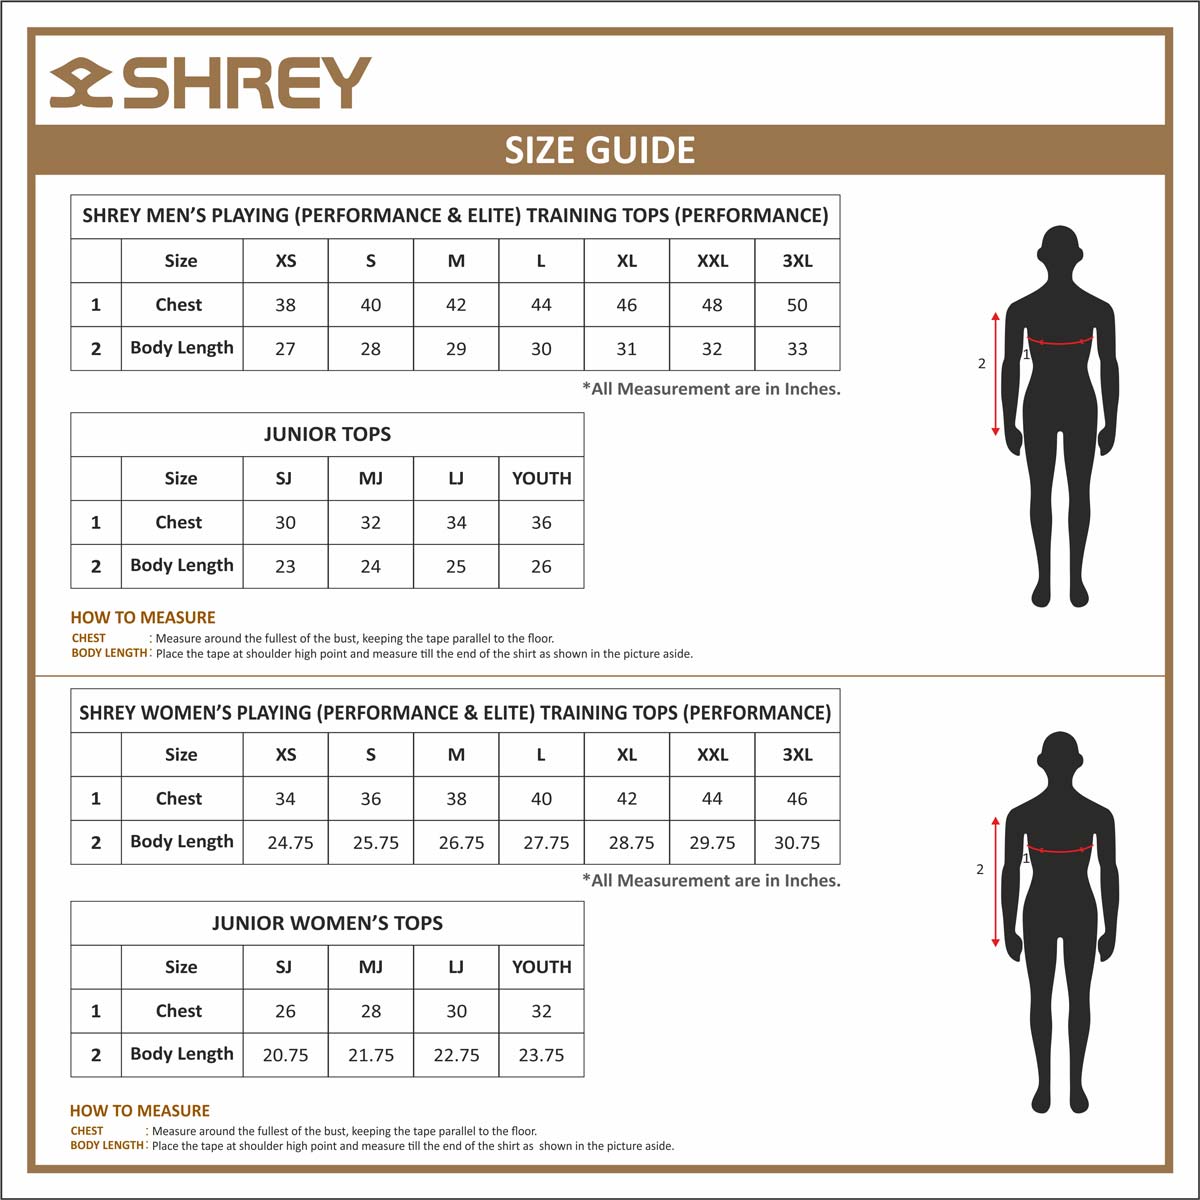 SHREY
SIZE GUIDE
SHREY MEN'S PLAYING (PERFORMANCE & ELITE) TRAINING TOPS (PERFORMANCE)
Size XS S M L XL XXL 3XL
1 Chest 38 40 42 44 46 48 50
2 Body Length 27 28 29 30 31 32 33
*All Measurement are in Inches.
2
1
JUNIOR TOPS
Size SJ MJ LJ YOUTH
1 Chest 30 32 34 36
2 Body Length 23 24 25 26
HOW TO MEASURE
CHEST : Measure around the fullest of the bust, keeping the tape parallel to the floor.
BODY LENGTH : Place the tape at shoulder high point and measure till the end of the shirt as shown in the picture aside.
SHREY WOMEN'S PLAYING (PERFORMANCE & ELITE) TRAINING TOPS (PERFORMANCE)
Size XS S M L XL XXL 3XL
1 Chest 34 36 38 40 42 44 46
2 Body Length 24.75 25.75 26.75 27.75 28.75 29.75 30.75
*All Measurement are in Inches.
2
1
JUNIOR WOMEN'S TOPS
Size SJ MJ LJ YOUTH
1 Chest 26 28 30 32
2 Body Length 20.75 21.75 22.75 23.75
HOW TO MEASURE
CHEST : Measure around the fullest of the bust, keeping the tape parallel to the floor.
BODY LENGTH : Place the tape at shoulder high point and measure till the end of the shirt as shown in the picture aside.